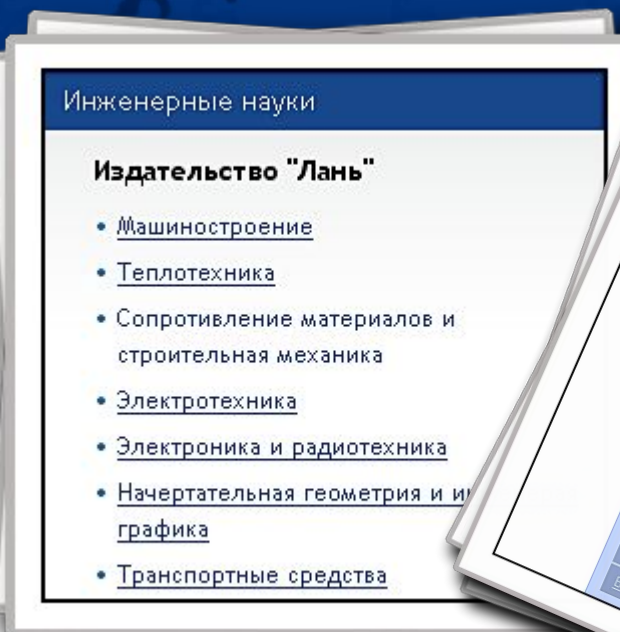 Инженерные науки
Издательство "Лань"
• Машиностроение
• Теплотехника
• Сопротивление материалов и
строительная механика
• Электротехника
• Электроника и радиотехника
• Начертательная геометрия и
графика
• Транспортные средства